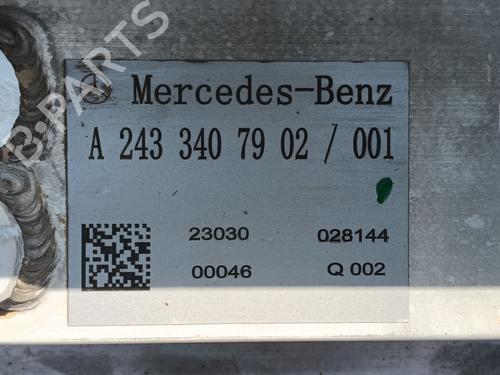 B-PARTS
Mercedes-Benz
A 243 340 79 02 / 001
23030 028144
00046 Q 002